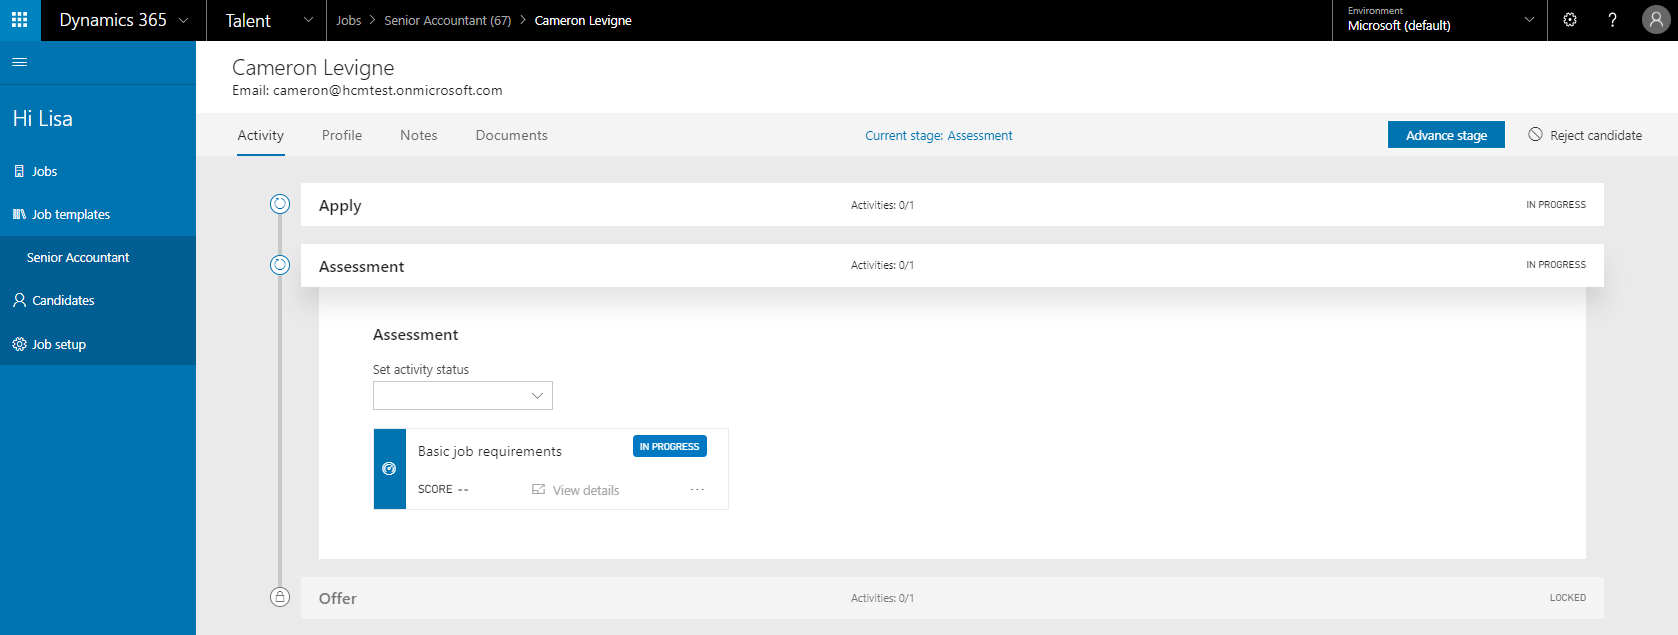 Dynamics 365
Talent
Jobs > Senior Accountant (67) > Cameron Levigne
Environment
Microsoft (default)
?
Hi Lisa
Jobs
Job templates
Senior Accountant
Candidates
Job setup
Cameron Levigne
Email: cameron@hcmtest.onmicrosoft.com
Activity Profile Notes Documents
Current stage: Assessment
Advance stage
Reject candidate
Apply Activities: 0/1 IN PROGRESS
Assessment Activities: 0/1 IN PROGRESS
Assessment
Set activity status
Basic job requirements IN PROGRESS
SCORE -- View details ...
Offer Activities: 0/1 LOCKED